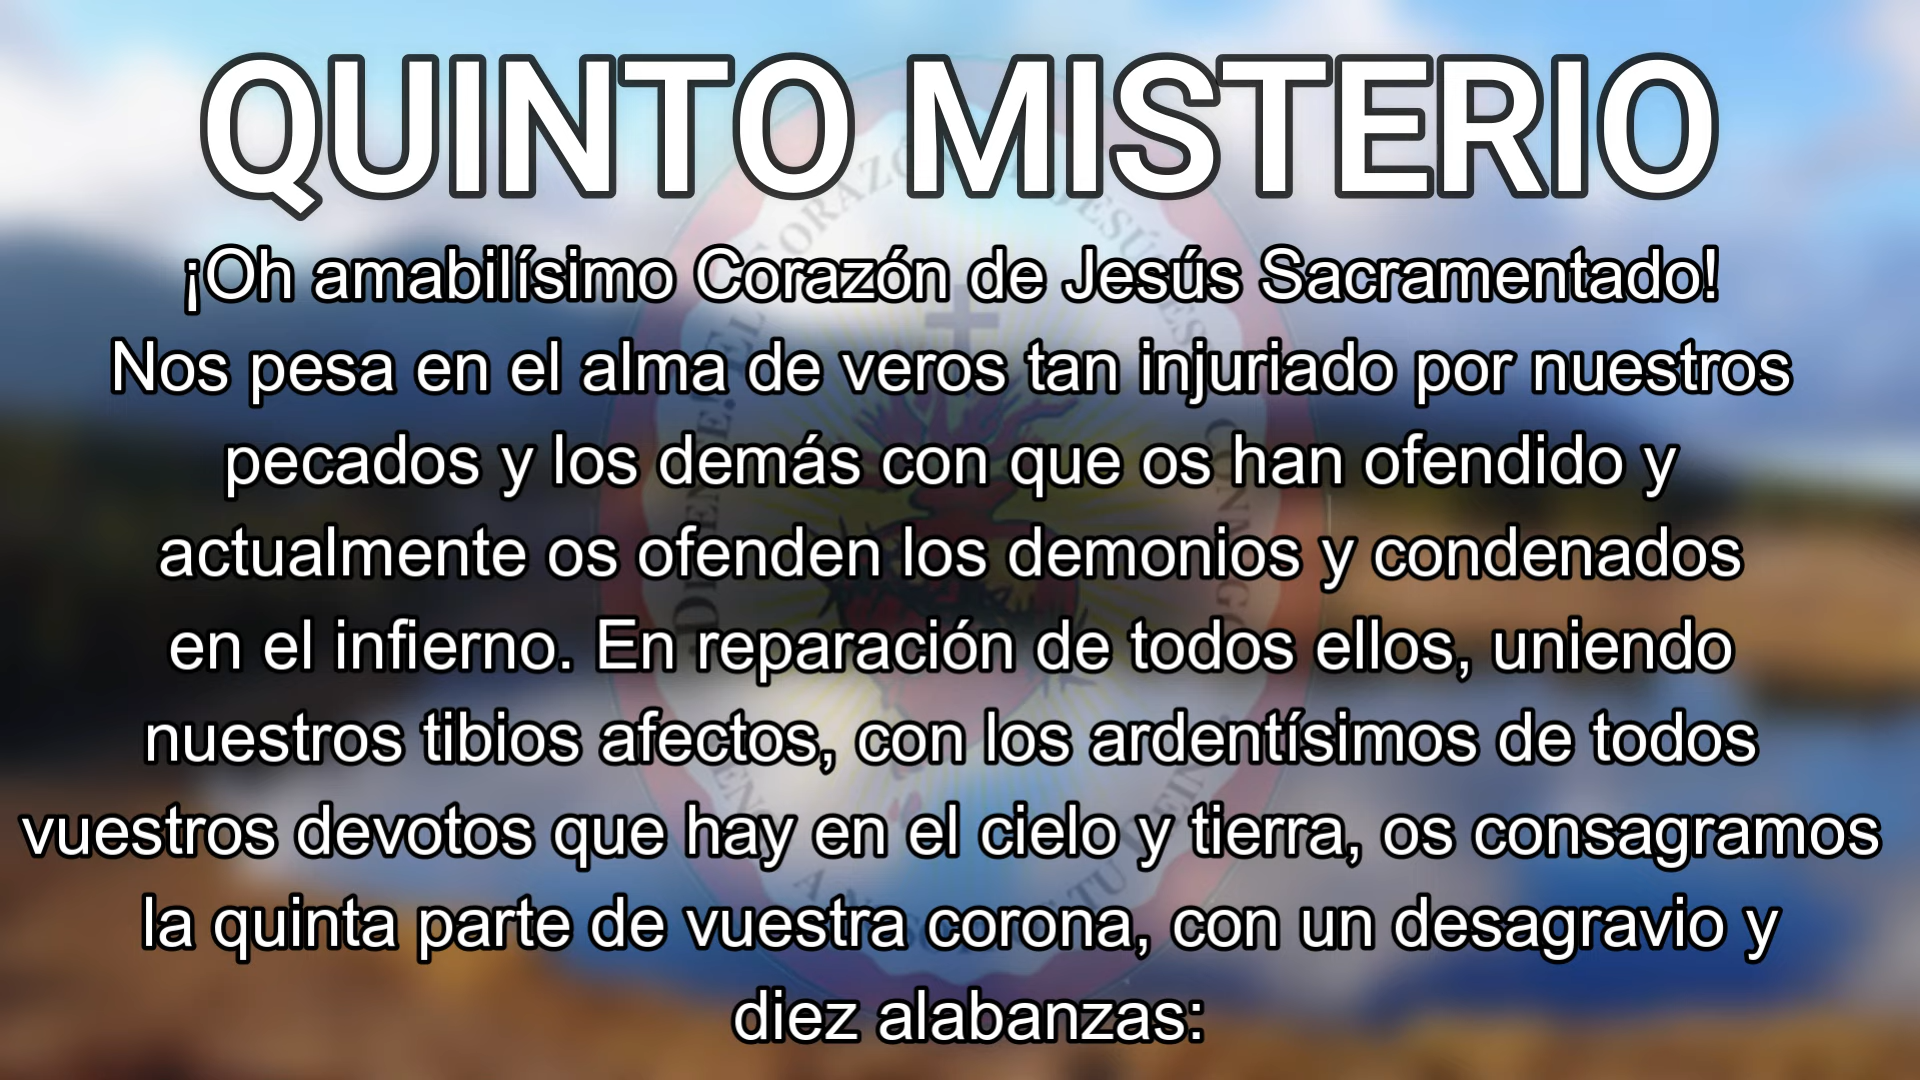 QUINTO MISTERIO
¡Oh amabilísimo Corazón de Jesús Sacramentado!
Nos pesa en el alma de veros tan injuriado por nuestros
pecados y los demás con que os han ofendido y
actualmente os ofenden los demonios y condenados
en el infierno. En reparación de todos ellos, uniendo
nuestros tibios afectos, con los ardentísimos de todos
vuestros devotos que hay en el cielo y tierra, os consagramos
la quinta parte de vuestra corona, con un desagravio y
diez alabanzas: